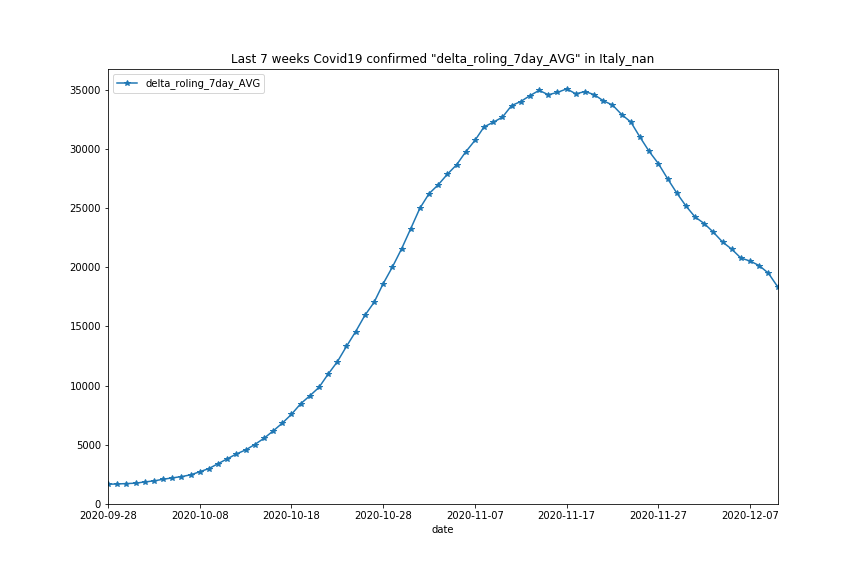 Last 7 weeks Covid19 confirmed "delta_roling_7day_AVG" in Italy_nan
delta_roling_7day_AVG
35000
30000
25000
20000
15000
10000
5000
0
2020-09-28 2020-10-08 2020-10-18 2020-10-28 2020-11-07 2020-11-17 2020-11-27 2020-12-07
date